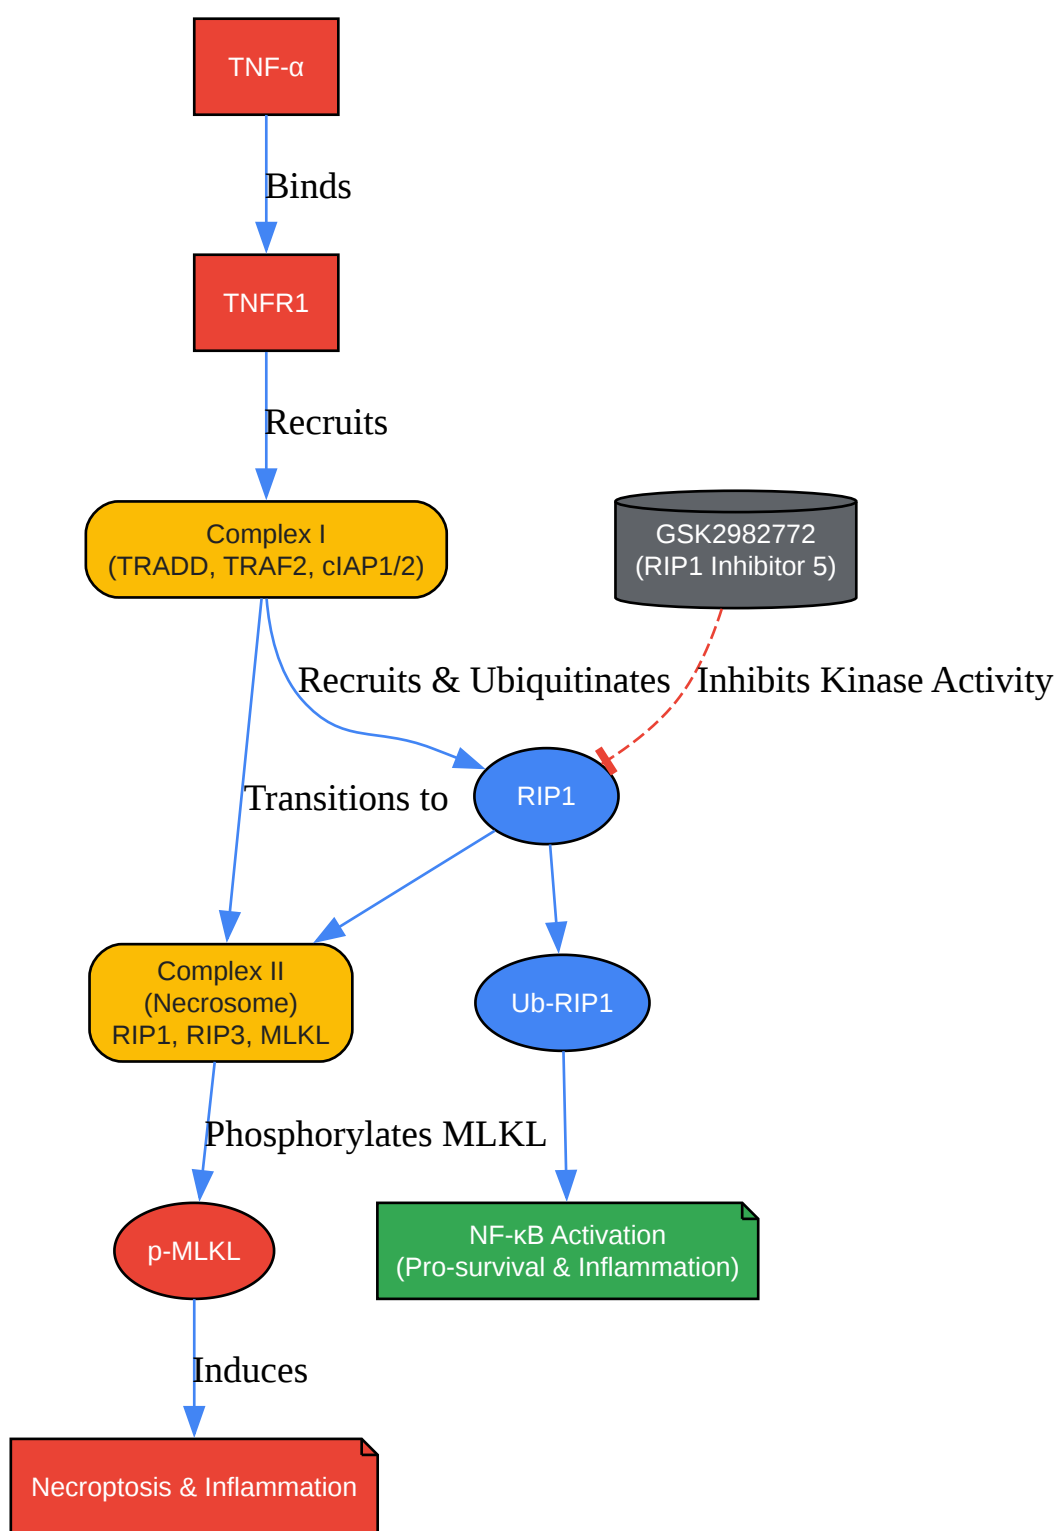 TNF-α
Binds
TNFR1
Recruits
Complex I
(TRADD, TRAF2, cIAP1/2)
GSK2982772
(RIP1 Inhibitor 5)
Recruits & Ubiquitinates
Inhibits Kinase Activity
Transitions to
RIP1
Complex II
(Necrosome)
RIP1, RIP3, MLKL
Ub-RIP1
Phosphorylates MLKL
p-MLKL
NF-κB Activation
(Pro-survival & Inflammation)
Induces
Necroptosis & Inflammation